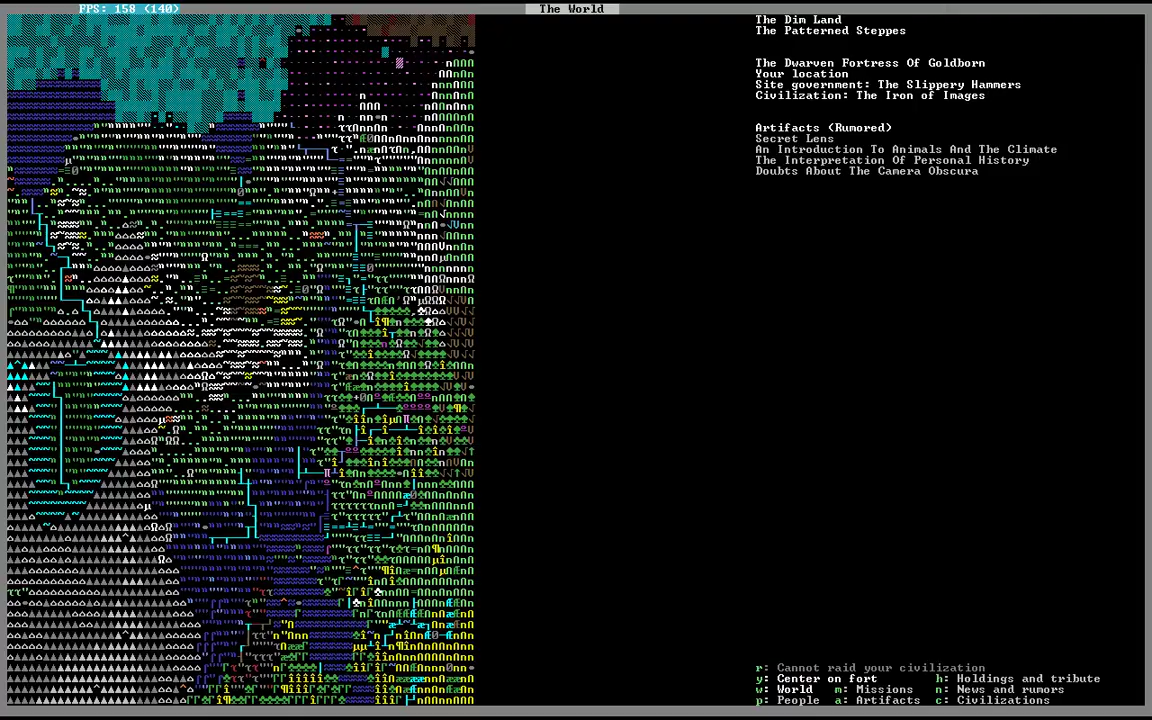 FPS: 158 (140)
The World
The Dim Land
The Patterned Steppes
The Dwarven Fortress Of Goldborn
Your location
Site government: The Slippery Hammers
Civilization: The Iron of Images
Artifacts (Rumored)
Secret Lens
An Introduction To Animals And The Climate
The Interpretation Of Personal History
Doubts About The Camera Obscura
r: Cannot raid your civilization
y: Center on fort h: Holdings and tribute
w: World m: Missions n: News and rumors
p: People a: Artifacts c: Civilizations